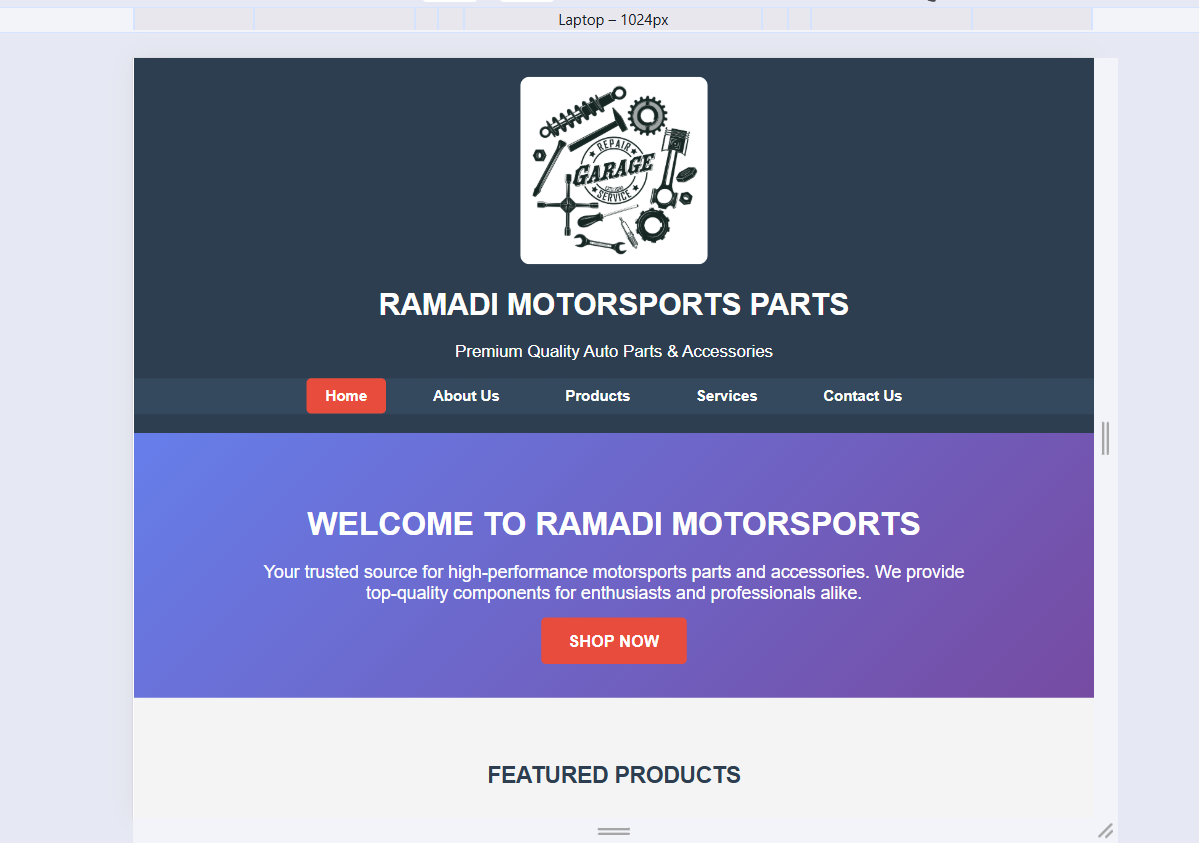 Laptop – 1024px
REPAIR
GARAGE
SERVICE
RAMADI MOTORSPORTS PARTS
Premium Quality Auto Parts & Accessories
Home About Us Products Services Contact Us
WELCOME TO RAMADI MOTORSPORTS
Your trusted source for high-performance motorsports parts and accessories. We provide
top-quality components for enthusiasts and professionals alike.
SHOP NOW
FEATURED PRODUCTS